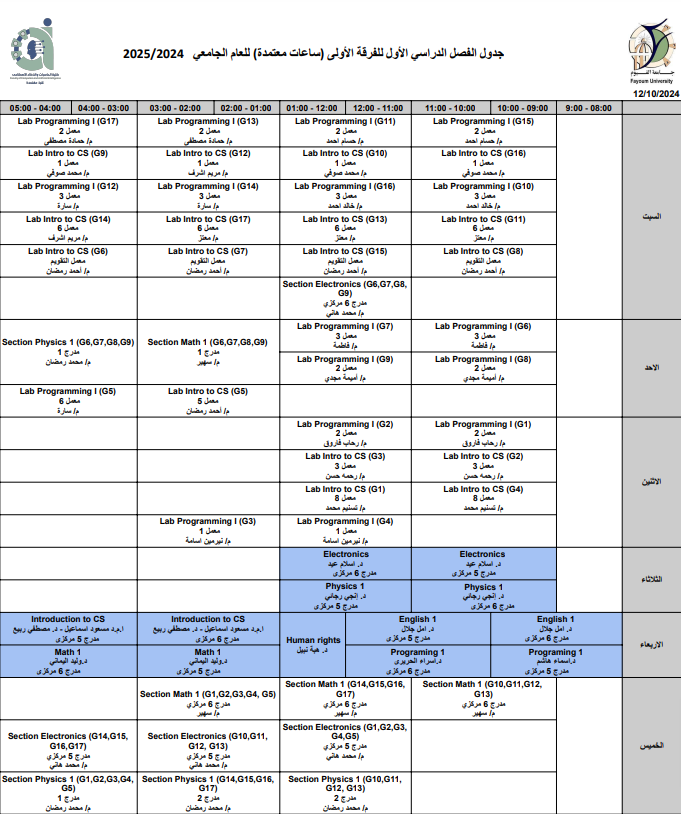 جدول الفصل الدراسي الأول للفرقة الأولى (ساعات معتمدة) للعام الجامعي 2025/2024
Fayoum University
12/10/2024
05:00 - 04:00 04:00 - 03:00 03:00 - 02:00 02:00 - 01:00 01:00 - 12:00 12:00 - 11:00 11:00 - 10:00 10:00 - 09:00 9:00 - 08:00
السبت
Lab Programming I (G17)
معمل 2
م/ حمادة مصطفي
Lab Programming I (G13)
معمل 2
م/ حمادة مصطفي
Lab Programming I (G11)
معمل 2
م/ حسام احمد
Lab Programming I (G15)
معمل 2
م/ حسام احمد
Lab Intro to CS (G9)
معمل 1
م/ محمد صوفي
Lab Intro to CS (G12)
معمل 1
م/ مريم اشرف
Lab Intro to CS (G10)
معمل 1
م/ محمد صوفي
Lab Intro to CS (G16)
معمل 1
م/ محمد صوفي
Lab Programming I (G12)
معمل 3
م/ سارة
Lab Programming I (G14)
معمل 3
م/ سارة
Lab Programming I (G16)
معمل 3
م/ خالد احمد
Lab Programming I (G10)
معمل 3
م/ خالد احمد
Lab Intro to CS (G14)
معمل 6
م/ مريم اشرف
Lab Intro to CS (G17)
معمل 6
م/ معتز
Lab Intro to CS (G13)
معمل 6
م/ معتز
Lab Intro to CS (G11)
معمل 6
م/ معتز
Lab Intro to CS (G6)
معمل التقويم
م/ أحمد رمضان
Lab Intro to CS (G7)
معمل التقويم
م/ أحمد رمضان
Lab Intro to CS (G15)
معمل التقويم
م/ أحمد رمضان
Lab Intro to CS (G8)
معمل التقويم
م/ أحمد رمضان
Section Electronics (G6,G7,G8,
G9)
مدرج 6 مركزي
م/ محمد هاني
الاحد
Section Physics 1 (G6,G7,G8,G9)
مدرج 1
م/ محمد رمضان
Section Math 1 (G6,G7,G8,G9)
مدرج 1
م/ سهير
Lab Programming I (G7)
معمل 3
م/ فاطمة
Lab Programming I (G6)
معمل 3
م/ فاطمة
Lab Programming I (G9)
معمل 2
م/ أميمة مجدي
Lab Programming I (G8)
معمل 2
م/ أميمة مجدي
Lab Programming I (G5)
معمل 6
م/ سارة
Lab Intro to CS (G5)
معمل 5
م/ أحمد رمضان
الاثنين
Lab Programming I (G2)
معمل 2
م/ رحاب فاروق
Lab Programming I (G1)
معمل 2
م/ رحاب فاروق
Lab Intro to CS (G3)
معمل 3
م/ رحمه حسن
Lab Intro to CS (G2)
معمل 3
م/ رحمه حسن
Lab Intro to CS (G1)
معمل 8
م/ تسنيم محمد
Lab Intro to CS (G4)
معمل 8
م/ تسنيم محمد
Lab Programming I (G3)
معمل 1
م/ نيرمين اسامة
Lab Programming I (G4)
معمل 1
م/ نيرمين اسامة
الثلاثاء
Electronics
د. اسلام عيد
مدرج 6 مركزي
Electronics
د. اسلام عيد
مدرج 5 مركزي
Physics 1
د. إنجي رجائي
مدرج 5 مركزي
Physics 1
د. إنجي رجائي
مدرج 6 مركزي
الاربعاء
Introduction to CS
ا.م.د مسعود اسماعيل - د. مصطفي ربيع
مدرج 5 مركزي
Introduction to CS
ا.م.د مسعود اسماعيل - د. مصطفي ربيع
مدرج 6 مركزي
Human rights
د. هبة نبيل
English 1
د. امل جلال
مدرج 5 مركزي
English 1
د. امل جلال
مدرج 6 مركزي
Math 1
د.وليد اليماني
مدرج 6 مركزي
Math 1
د.وليد اليماني
مدرج 5 مركزي
Programing 1
د.اسراء الحريرى
مدرج 6 مركزي
Programing 1
د.اسماء هاشم
مدرج 5 مركزي
الخميس
Section Math 1 (G1,G2,G3,G4, G5)
مدرج 6 مركزي
م/ سهير
Section Math 1 (G14,G15,G16,
G17)
مدرج 6 مركزي
م/ سهير
Section Math 1 (G10,G11,G12,
G13)
مدرج 6 مركزي
م/ سهير
Section Electronics (G14,G15,
G16,G17)
مدرج 5 مركزي
م/ محمد هاني
Section Electronics (G10,G11,
G12, G13)
مدرج 5 مركزي
م/ محمد هاني
Section Electronics (G1,G2,G3,
G4,G5)
مدرج 5 مركزي
م/ محمد هاني
Section Physics 1 (G1,G2,G3,G4,
G5)
مدرج 1
م/ محمد رمضان
Section Physics 1 (G14,G15,G16,
G17)
مدرج 2
م/ محمد رمضان
Section Physics 1 (G10,G11,
G12, G13)
مدرج 2
م/ محمد رمضان